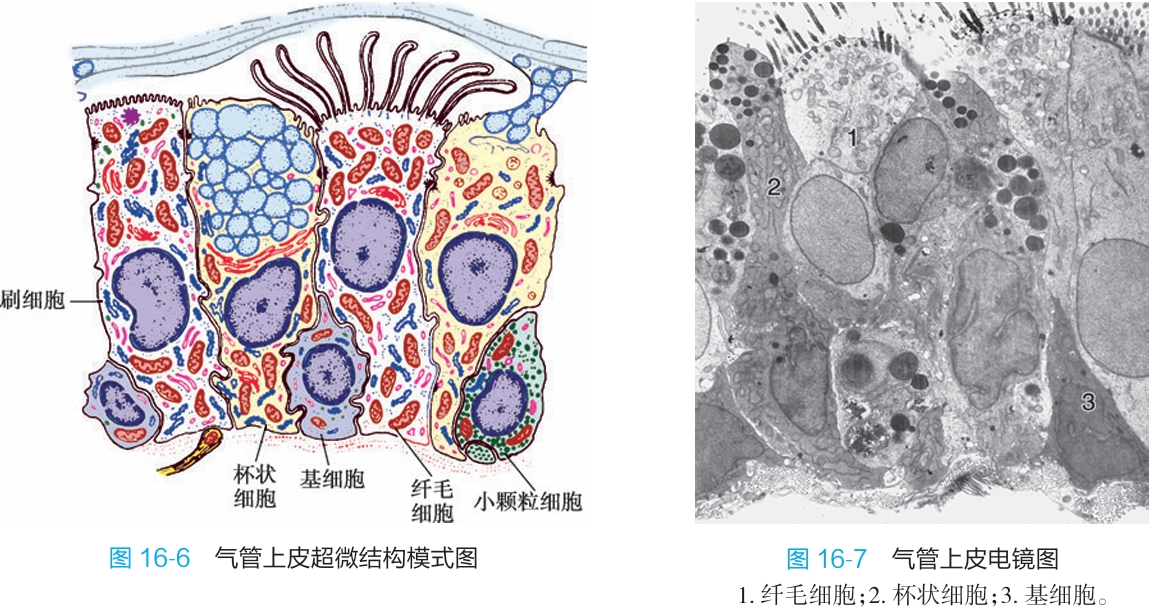 刷细胞
杯状
细胞
基细胞
纤毛
细胞
小颗粒细胞
图 16-6 气管上皮超微结构模式图
1
2
3
图 16-7 气管上皮电镜图
1. 纤毛细胞;2. 杯状细胞;3. 基细胞。